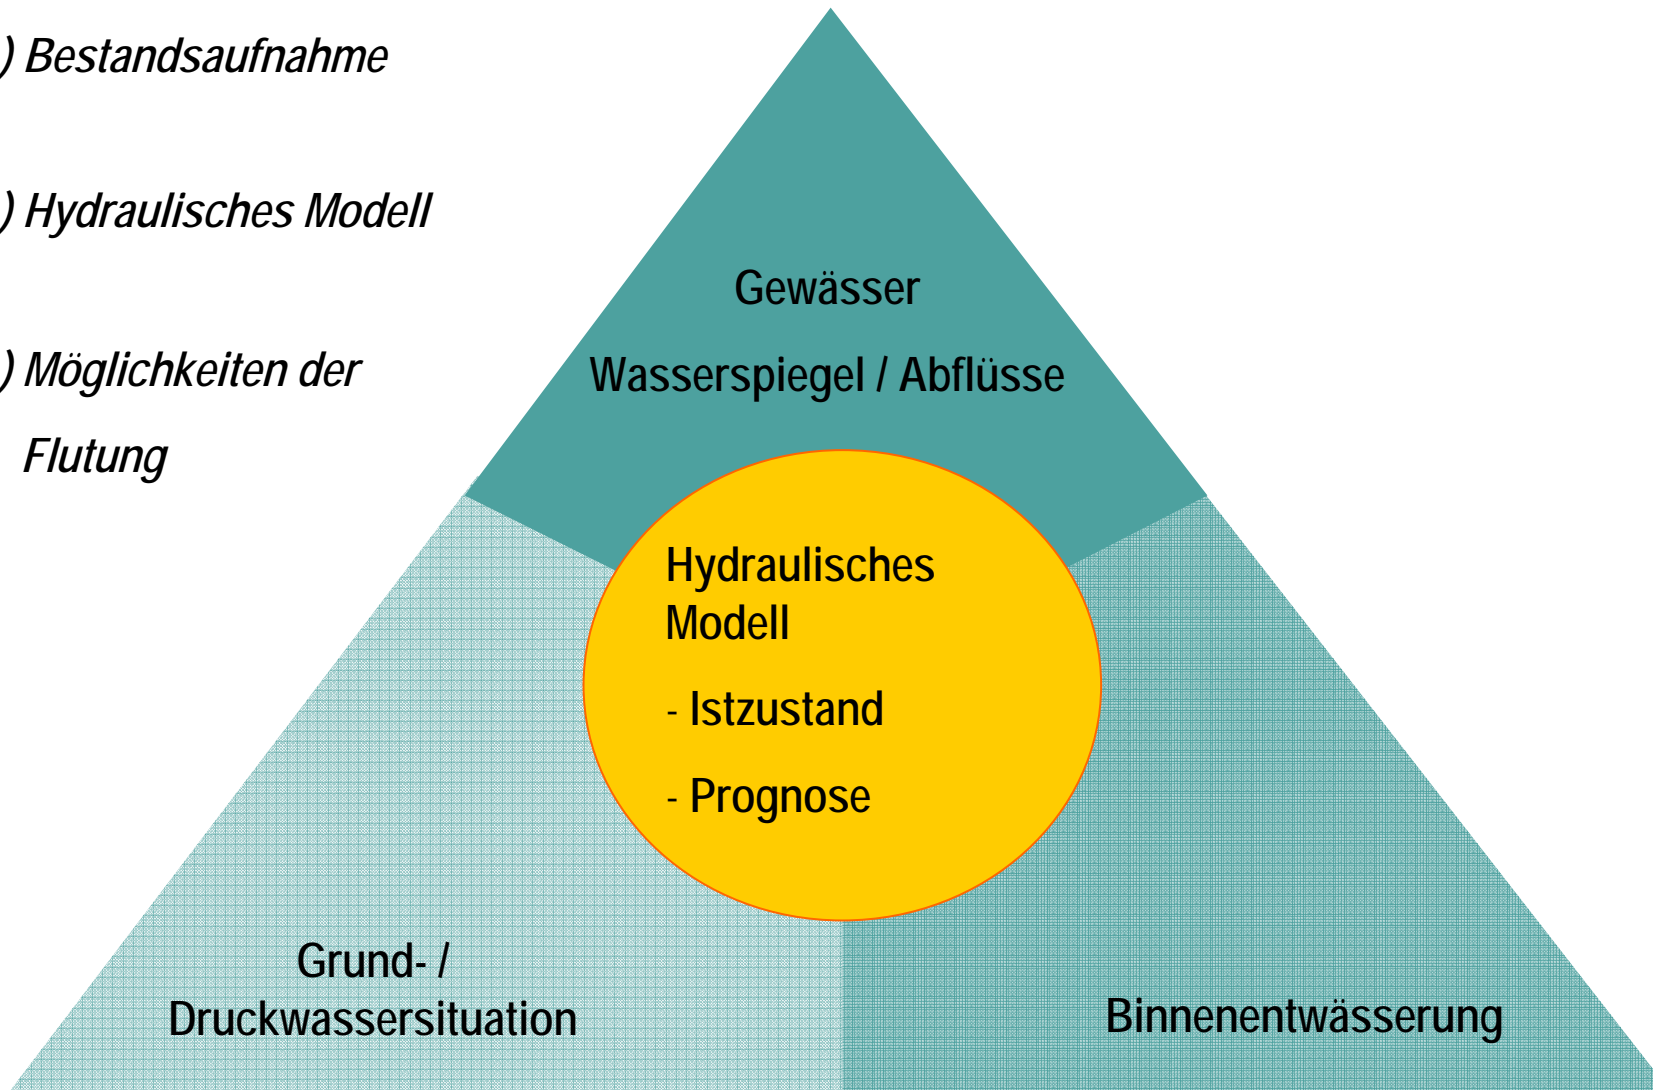 ) Bestandsaufnahme
) Hydraulisches Modell
) Möglichkeiten der
Flutung
Gewässer
Wasserspiegel / Abflüsse
Hydraulisches
Modell
- Istzustand
- Prognose
Grund- /
Druckwassersituation
Binnenentwässerung